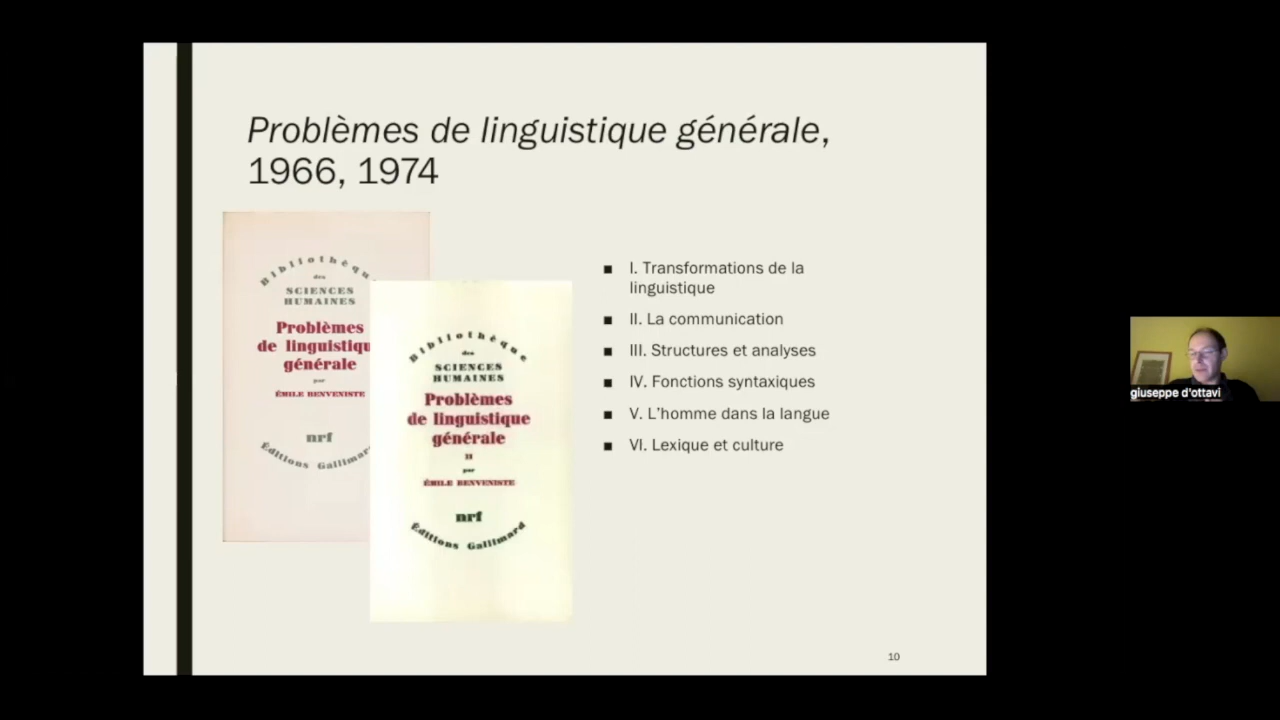 Problèmes de linguistique générale,
1966, 1974
Bibliothèque
des
SCIENCES
HUMAINES
Problèmes
de linguistiqu
générale
par
ÉMILE BENVENISTE
nrf
Éditions Gallimard
Bibliothèque
des
SCIENCES
HUMAINES
Problèmes
de linguistique
générale
II
par
ÉMILE BENVENISTE
nrf
Éditions Gallimard
■ I. Transformations de la
linguistique
■ II. La communication
■ III. Structures et analyses
■ IV. Fonctions syntaxiques
■ V. L'homme dans la langue
■ VI. Lexique et culture
10
giuseppe d'ottavi